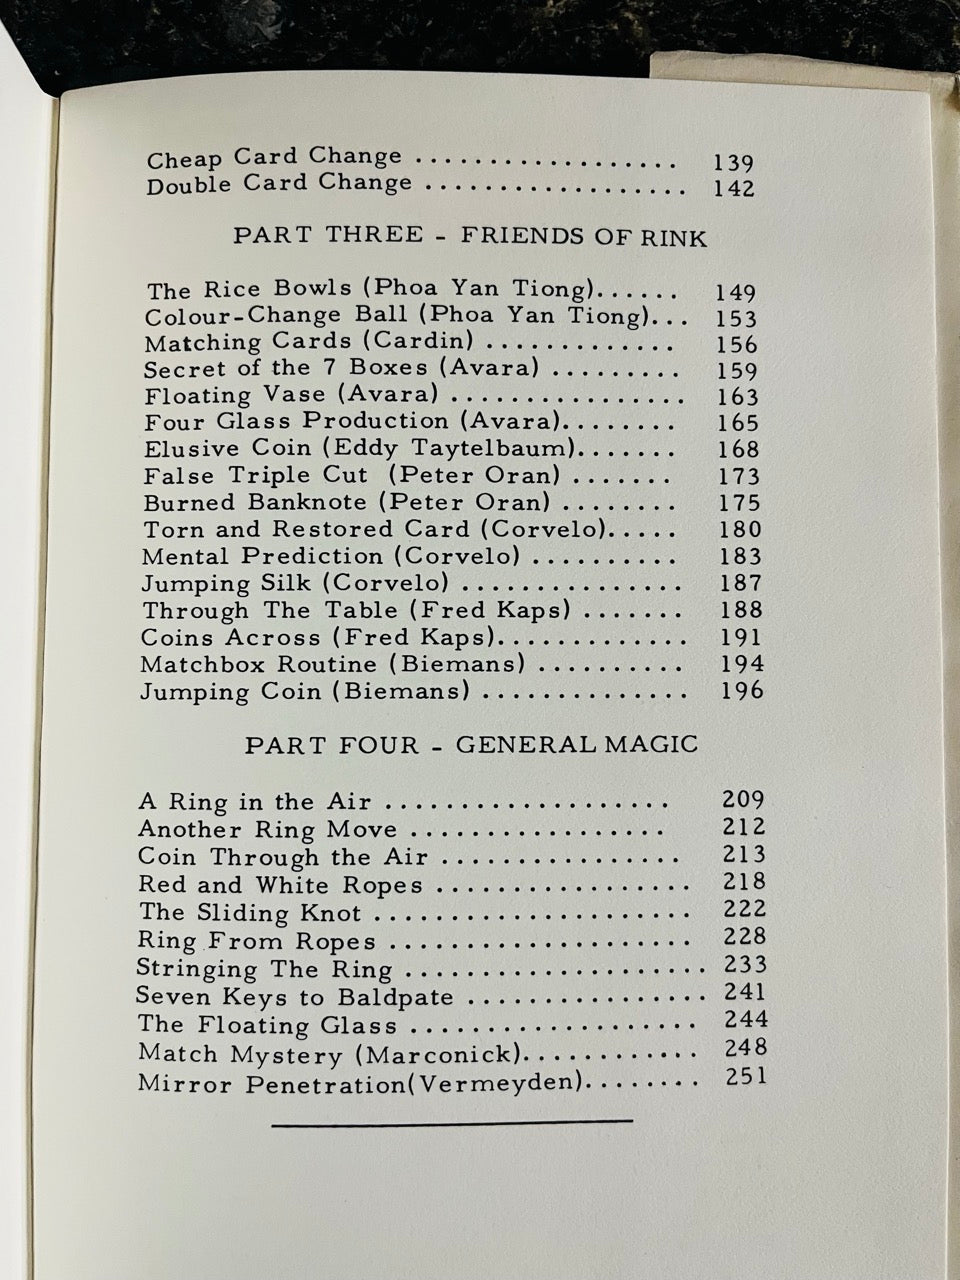 Cheap Card Change .................. 139
Double Card Change .................. 142
PART THREE - FRIENDS OF RINK
The Rice Bowls (Phoa Yan Tiong)...... 149
Colour-Change Ball (Phoa Yan Tiong)... 153
Matching Cards (Cardin) ............. 156
Secret of the 7 Boxes (Avara) ......... 159
Floating Vase (Avara) ................ 163
Four Glass Production (Avara)........ 165
Elusive Coin (Eddy Taytelbaum)....... 168
False Triple Cut (Peter Oran) ....... 173
Burned Banknote (Peter Oran) ........ 175
Torn and Restored Card (Corvelo)..... 180
Mental Prediction (Corvelo) .......... 183
Jumping Silk (Corvelo) ............... 187
Through The Table (Fred Kaps) ....... 188
Coins Across (Fred Kaps)............. 191
Matchbox Routine (Biemans) .......... 194
Jumping Coin (Biemans) .............. 196
PART FOUR - GENERAL MAGIC
A Ring in the Air ................... 209
Another Ring Move ................. 212
Coin Through the Air ................. 213
Red and White Ropes .................. 218
The Sliding Knot ...................... 222
Ring From Ropes ..................... 228
Stringing The Ring ..................... 233
Seven Keys to Baldpate ................. 241
The Floating Glass .................... 244
Match Mystery (Marconick)............ 248
Mirror Penetration(Vermeyden)........ 251